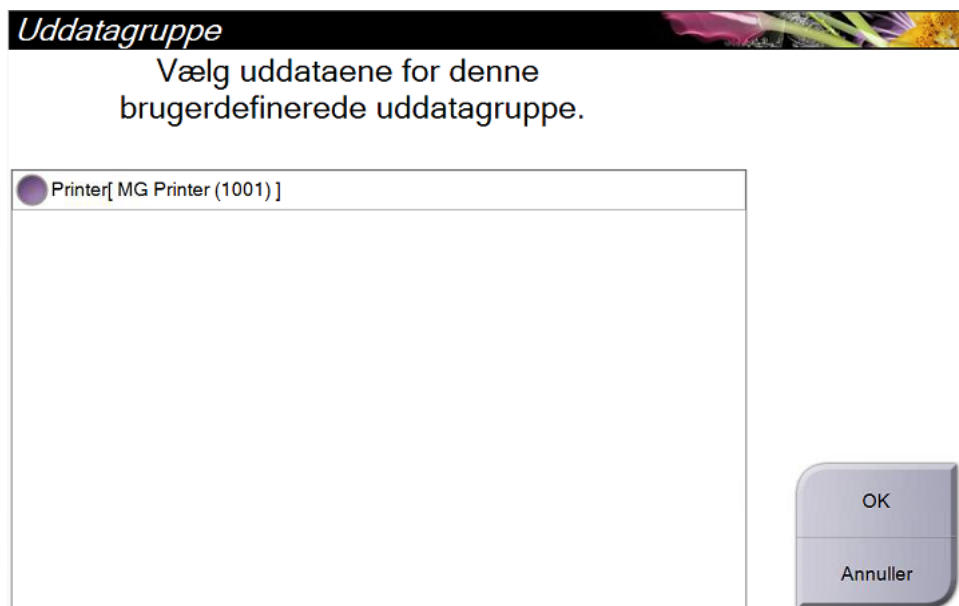 Uddatagruppe
Vælg uddataene for denne
brugerdefinerede uddatagruppe.
Printer[ MG Printer (1001) ]
OK
Annuller